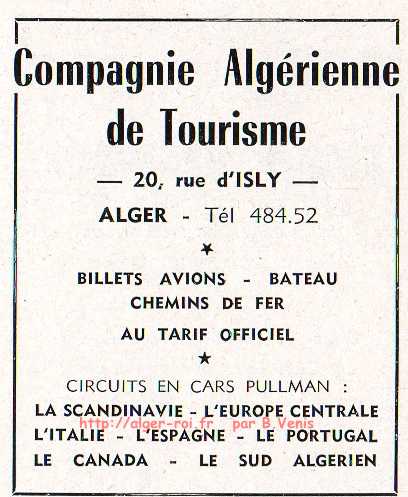 Compagnie Algérienne
de Tourisme
— 20, rue d'ISLY —
ALGER - Tél 484.52
★
BILLETS AVIONS - BATEAU
CHEMINS DE FER
AU TARIF OFFICIEL
★
CIRCUITS EN CARS PULLMAN :
LA SCANDINAVIE - L'EUROPE CENTRALE
http://alger-roi.fr par B.Venis
L'ITALIE - L'ESPAGNE - LE PORTUGAL
LE CANADA - LE SUD ALGERIEN